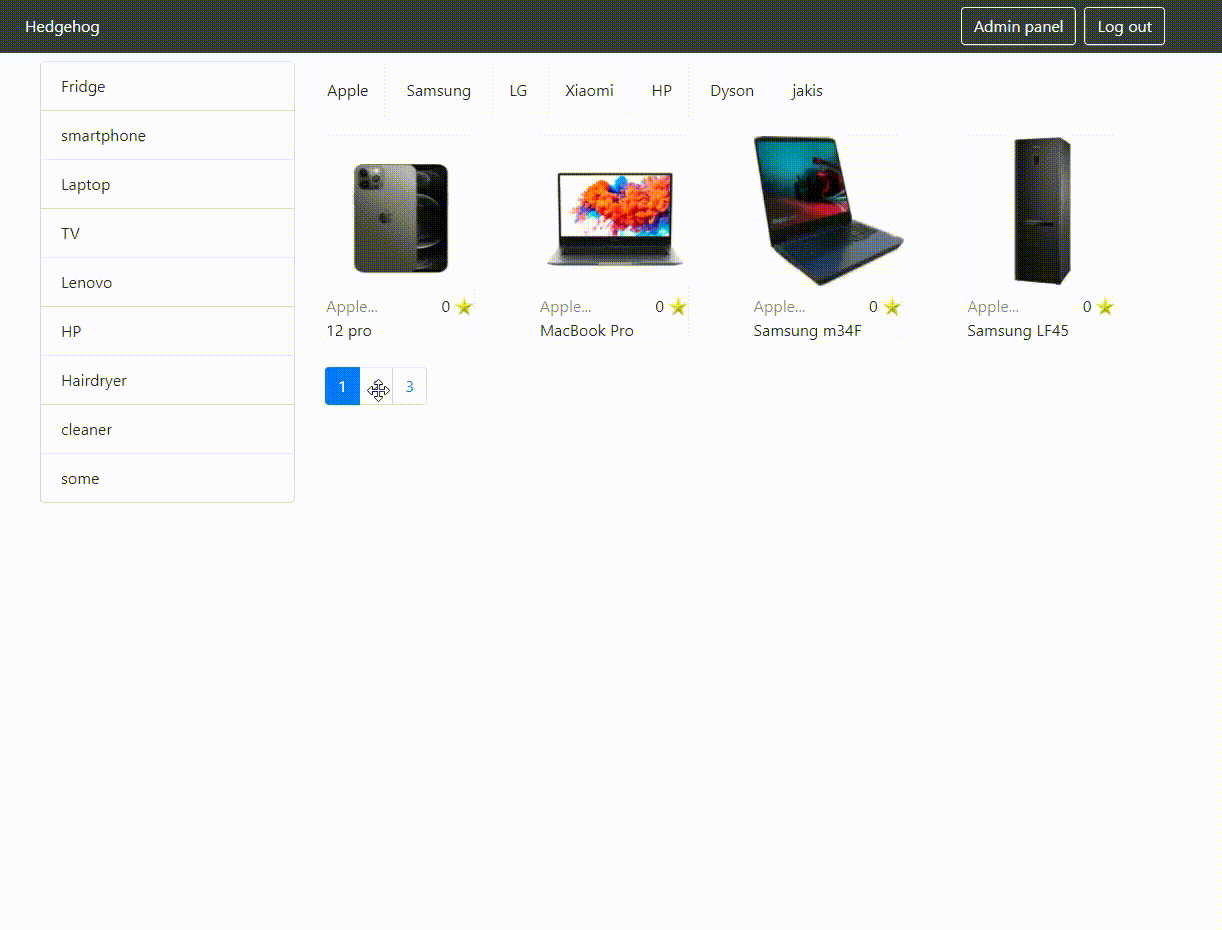 Hedgehog
Admin panel
Log out
Fridge
smartphone
Laptop
TV
Lenovo
HP
Hairdryer
cleaner
some
Apple
Samsung
LG
Xiaomi
HP
Dyson
jakis
Apple... 0
12 pro
Apple... 0
MacBook Pro
Apple... 0
Samsung m34F
Apple... 0
Samsung LF45
1
3